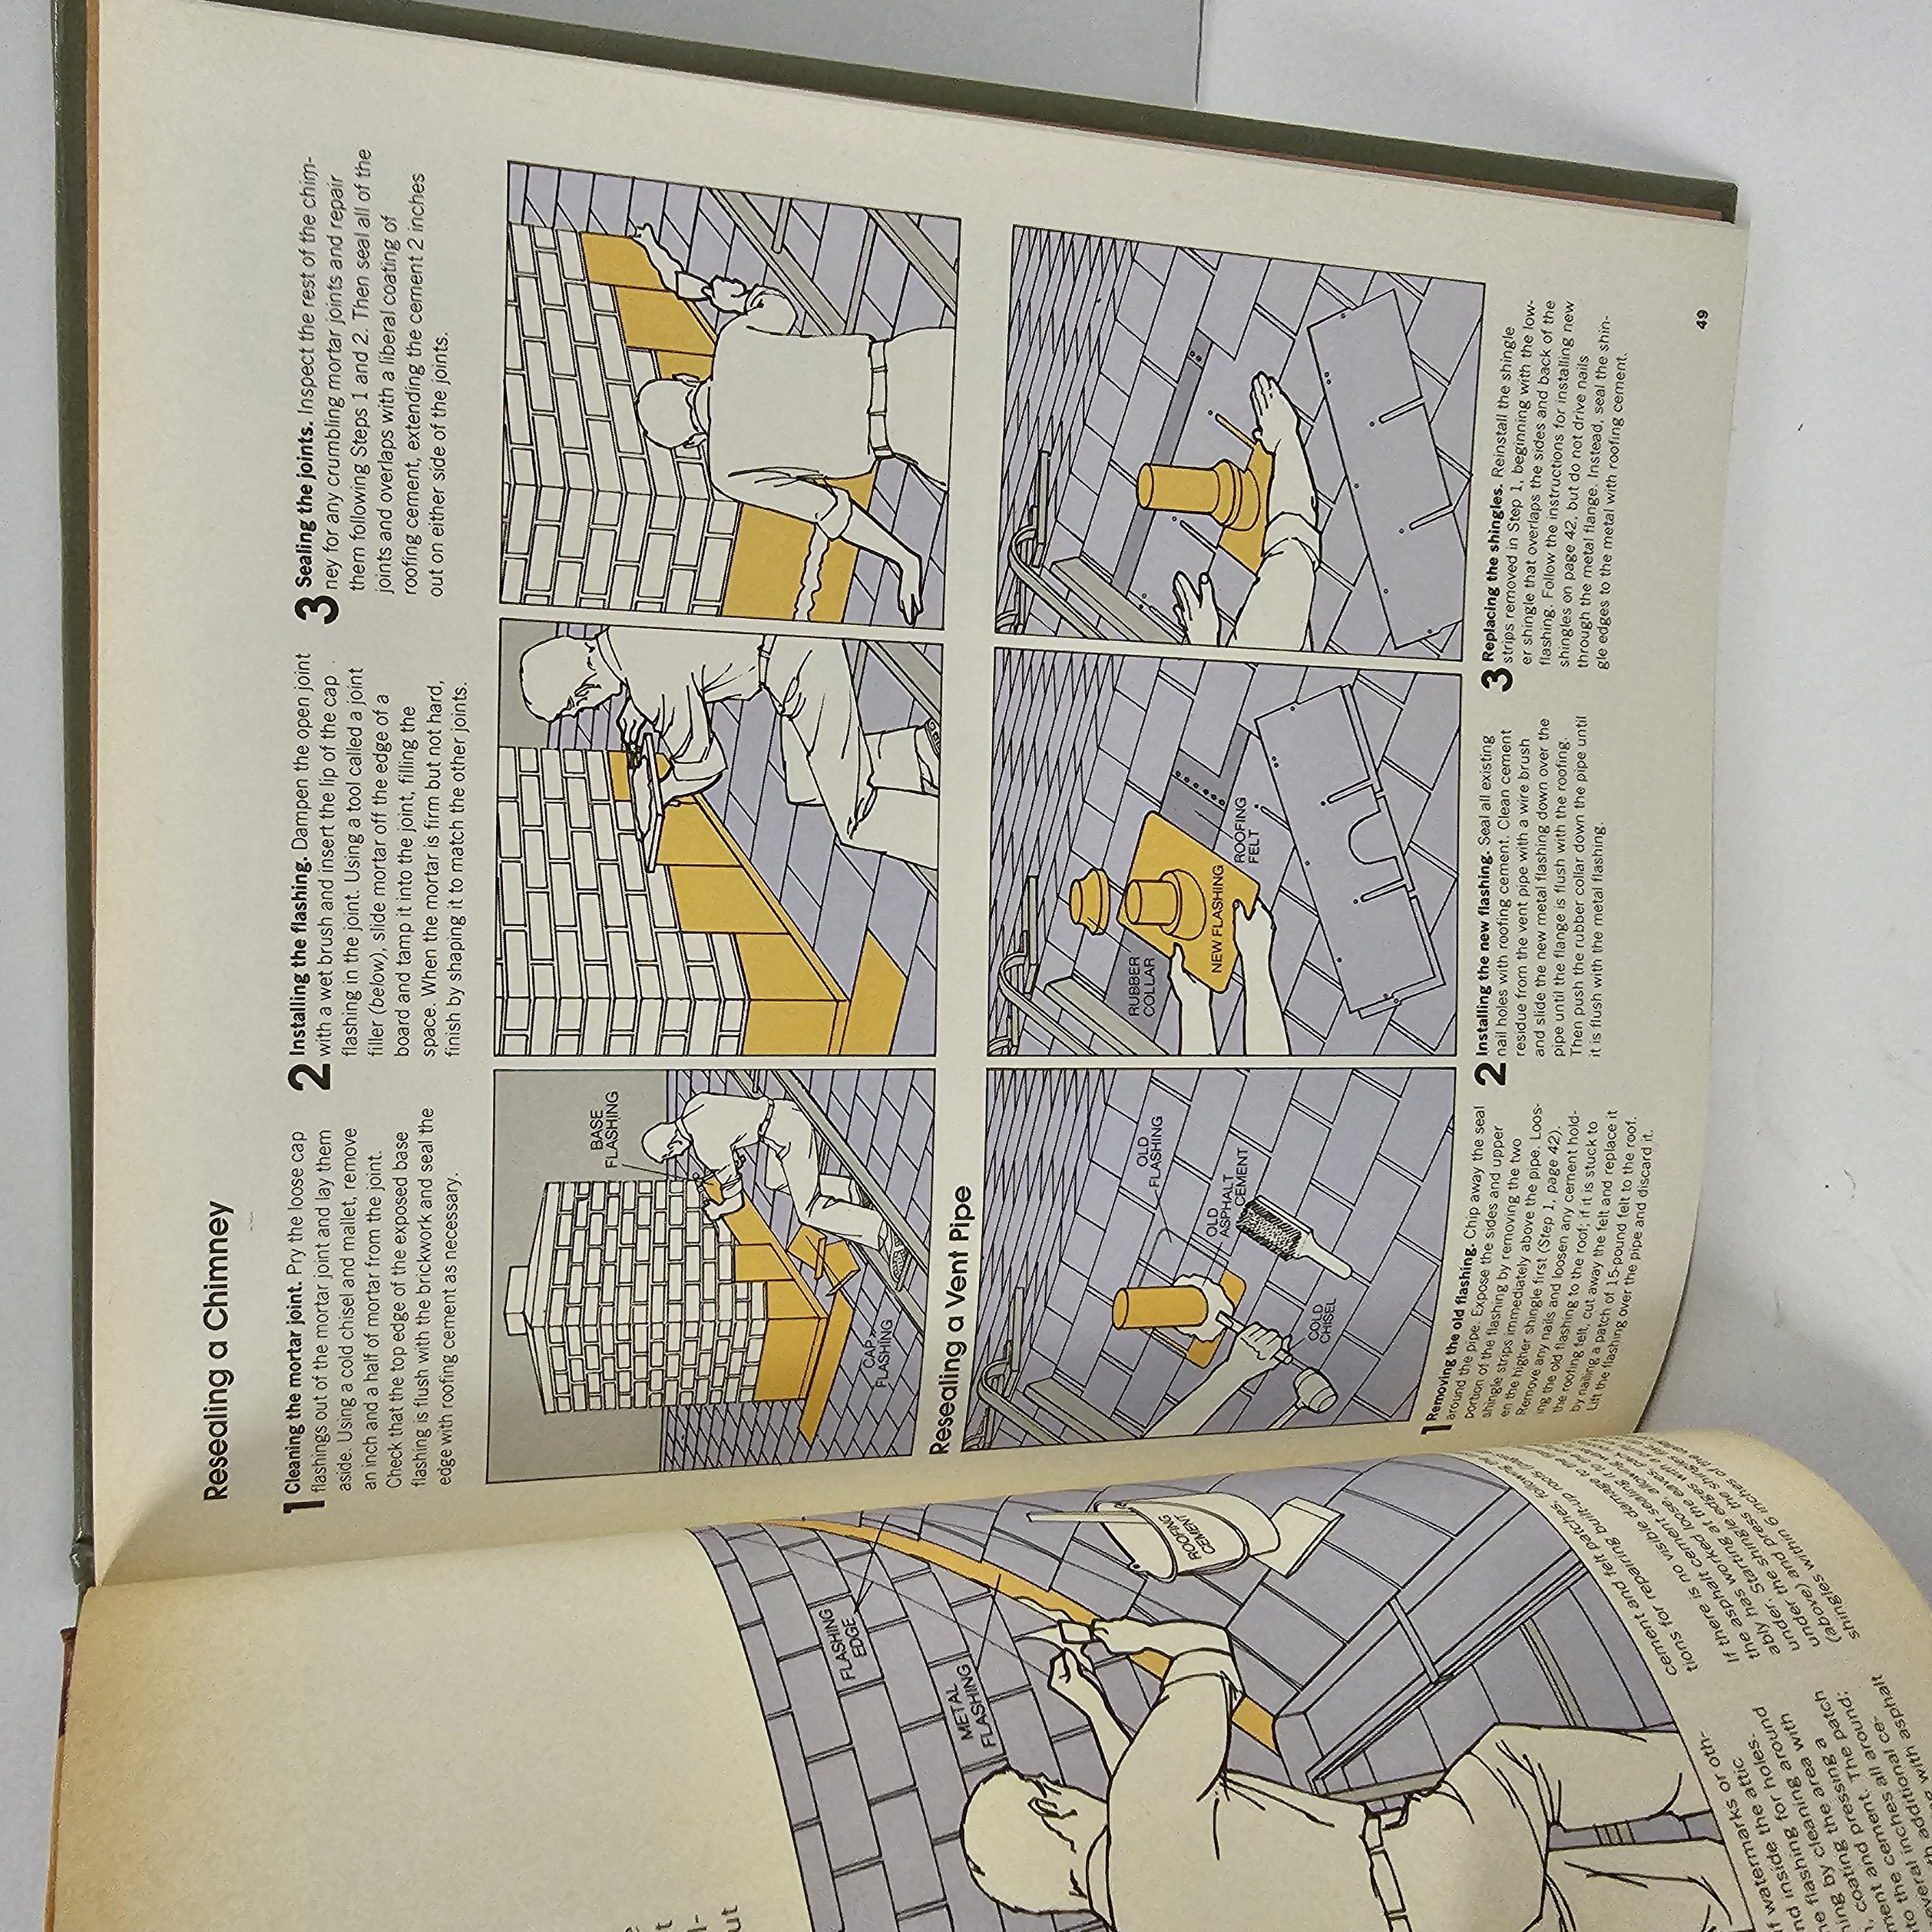 ut
FLASHING
EDGE
METAL
FLASHING
ROOFING
CEMENT
watermarks or oth-
inside the attic
flashing for holes.
by cleaning around
coating the area with
and pressing a
to the cement. The patch
several inches all around;
additional ce-
with asphalt
cement and felt patches, following
tions for repairing built-up roofs
If there is no visible damage to the
the asphalt cement sealing it to the
ably has worked loose, allowing
under. Starting at the eaves,
under the shingle edges with a
(above) and press the shingles
shingles within 6 inches of the
Resealing a Chimney
1 Cleaning the mortar joint. Pry the loose cap
flashings out of the mortar joint and lay them
aside. Using a cold chisel and mallet, remove
an inch and a half of mortar from the joint.
Check that the top edge of the exposed base
flashing is flush with the brickwork and seal the
edge with roofing cement as necessary.
2 Installing the flashing. Dampen the open joint
with a wet brush and insert the lip of the cap
flashing in the joint. Using a tool called a joint
filler (below), slide mortar off the edge of a
board and tamp it into the joint, filling the
space. When the mortar is firm but not hard,
finish by shaping it to match the other joints.
3 Sealing the joints. Inspect the rest of the chim-
ney for any crumbling mortar joints and repair
them following Steps 1 and 2. Then seal all of the
joints and overlaps with a liberal coating of
roofing cement, extending the cement 2 inches
out on either side of the joints.
BASE
FLASHING
CAP
FLASHING
Resealing a Vent Pipe
OLD
FLASHING
OLD
ASPHALT
CEMENT
COLD
CHISEL
RUBBER
COLLAR
NEW FLASHING
ROOFING
FELT
1 Removing the old flashing. Chip away the seal
around the pipe. Expose the sides and upper
portion of the flashing by removing the two
shingle strips immediately above the pipe. Loos-
en the higher shingle first (Step 1, page 42).
Remove any nails and loosen any cement hold-
ing the old flashing to the roof; if it is stuck to
the roofing felt, cut away the felt and replace it
by nailing a patch of 15-pound felt to the roof.
Lift the flashing over the pipe and discard it.
2 Installing the new flashing. Seal all existing
nail holes with roofing cement. Clean cement
residue from the vent pipe with a wire brush
and slide the new metal flashing down over the
pipe until the flange is flush with the roofing.
Then push the rubber collar down the pipe until
it is flush with the metal flashing.
3 Replacing the shingles. Reinstall the shingle
strips removed in Step 1, beginning with the low-
er shingle that overlaps the sides and back of the
flashing. Follow the instructions for installing new
shingles on page 42, but do not drive nails
through the metal flange. Instead, seal the shin-
gle edges to the metal with roofing cement.
49